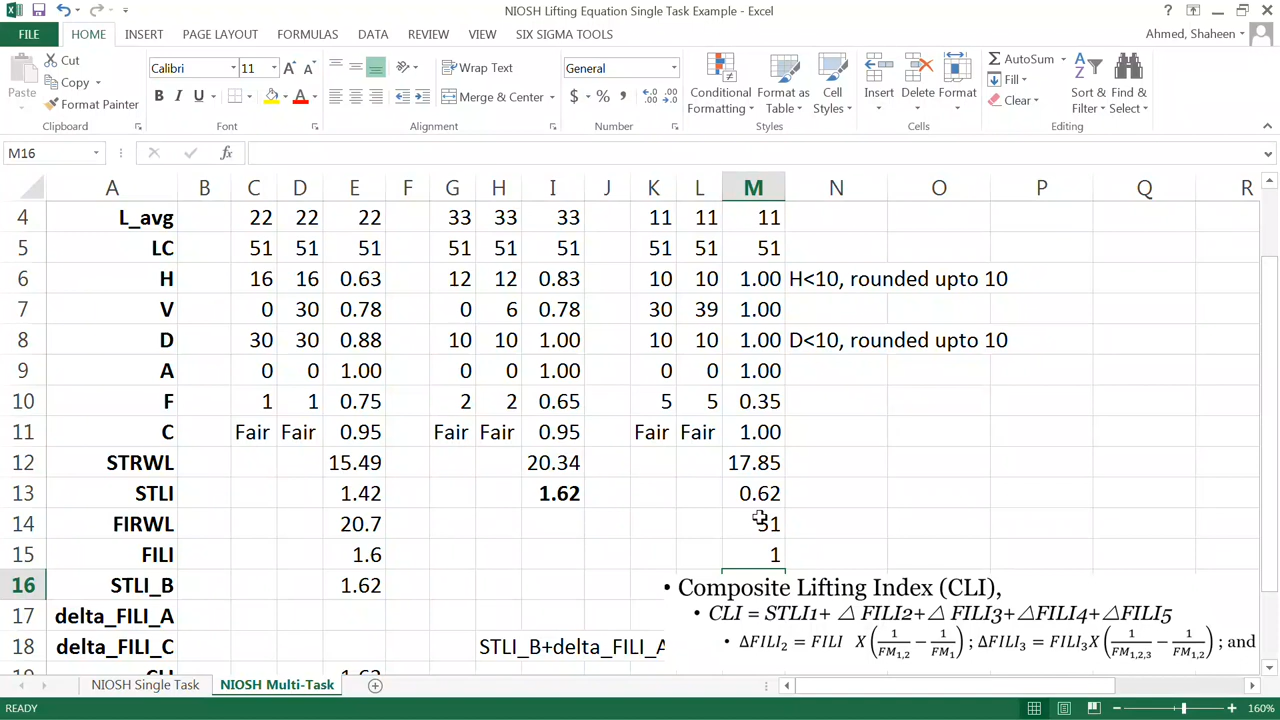 NIOSH Lifting Equation Single Task Example - Excel
FILE HOME INSERT PAGE LAYOUT FORMULAS DATA REVIEW VIEW SIX SIGMA TOOLS Ahmed, Shaheen
Cut
Copy
Format Painter
Paste
Clipboard
Calibri 11
B I U
Font
Wrap Text
Merge & Center
Alignment
General
$ % ,
Number
Conditional Formatting
Format as Table
Cell Styles
Styles
Insert Delete Format
Cells
AutoSum
Fill
Clear
Sort & Filter
Find & Select
Editing
M16 fx
A B C D E F G H I J K L M N O P Q R
4 L_avg 22 22 22 33 33 33 11 11 11
5 LC 51 51 51 51 51 51 51 51 51
6 H 16 16 0.63 12 12 0.83 10 10 1.00 H<10, rounded upto 10
7 V 0 30 0.78 0 6 0.78 30 39 1.00
8 D 30 30 0.88 10 10 1.00 10 10 1.00 D<10, rounded upto 10
9 A 0 0 1.00 0 0 1.00 0 0 1.00
10 F 1 1 0.75 2 2 0.65 5 5 0.35
11 C Fair Fair 0.95 Fair Fair 0.95 Fair Fair 1.00
12 STRWL 15.49 20.34 17.85
13 STLI 1.42 1.62 0.62
14 FIRWL 20.7 51
15 FILI 1.6 1
16 STLI_B 1.62
17 delta_FILI_A
18 delta_FILI_C STLI_B+delta_FILI_A
• Composite Lifting Index (CLI),
• CLI = STLI1+ △ FILI2+△ FILI3+△FILI4+△FILI5
• ΔFILI₂ = FILI X(1/FM₁,₂ − 1/FM₁) ; ΔFILI₃ = FILI₃X(1/FM₁,₂,₃ − 1/FM₁,₂) ; and
NIOSH Single Task NIOSH Multi-Task
READY 160%